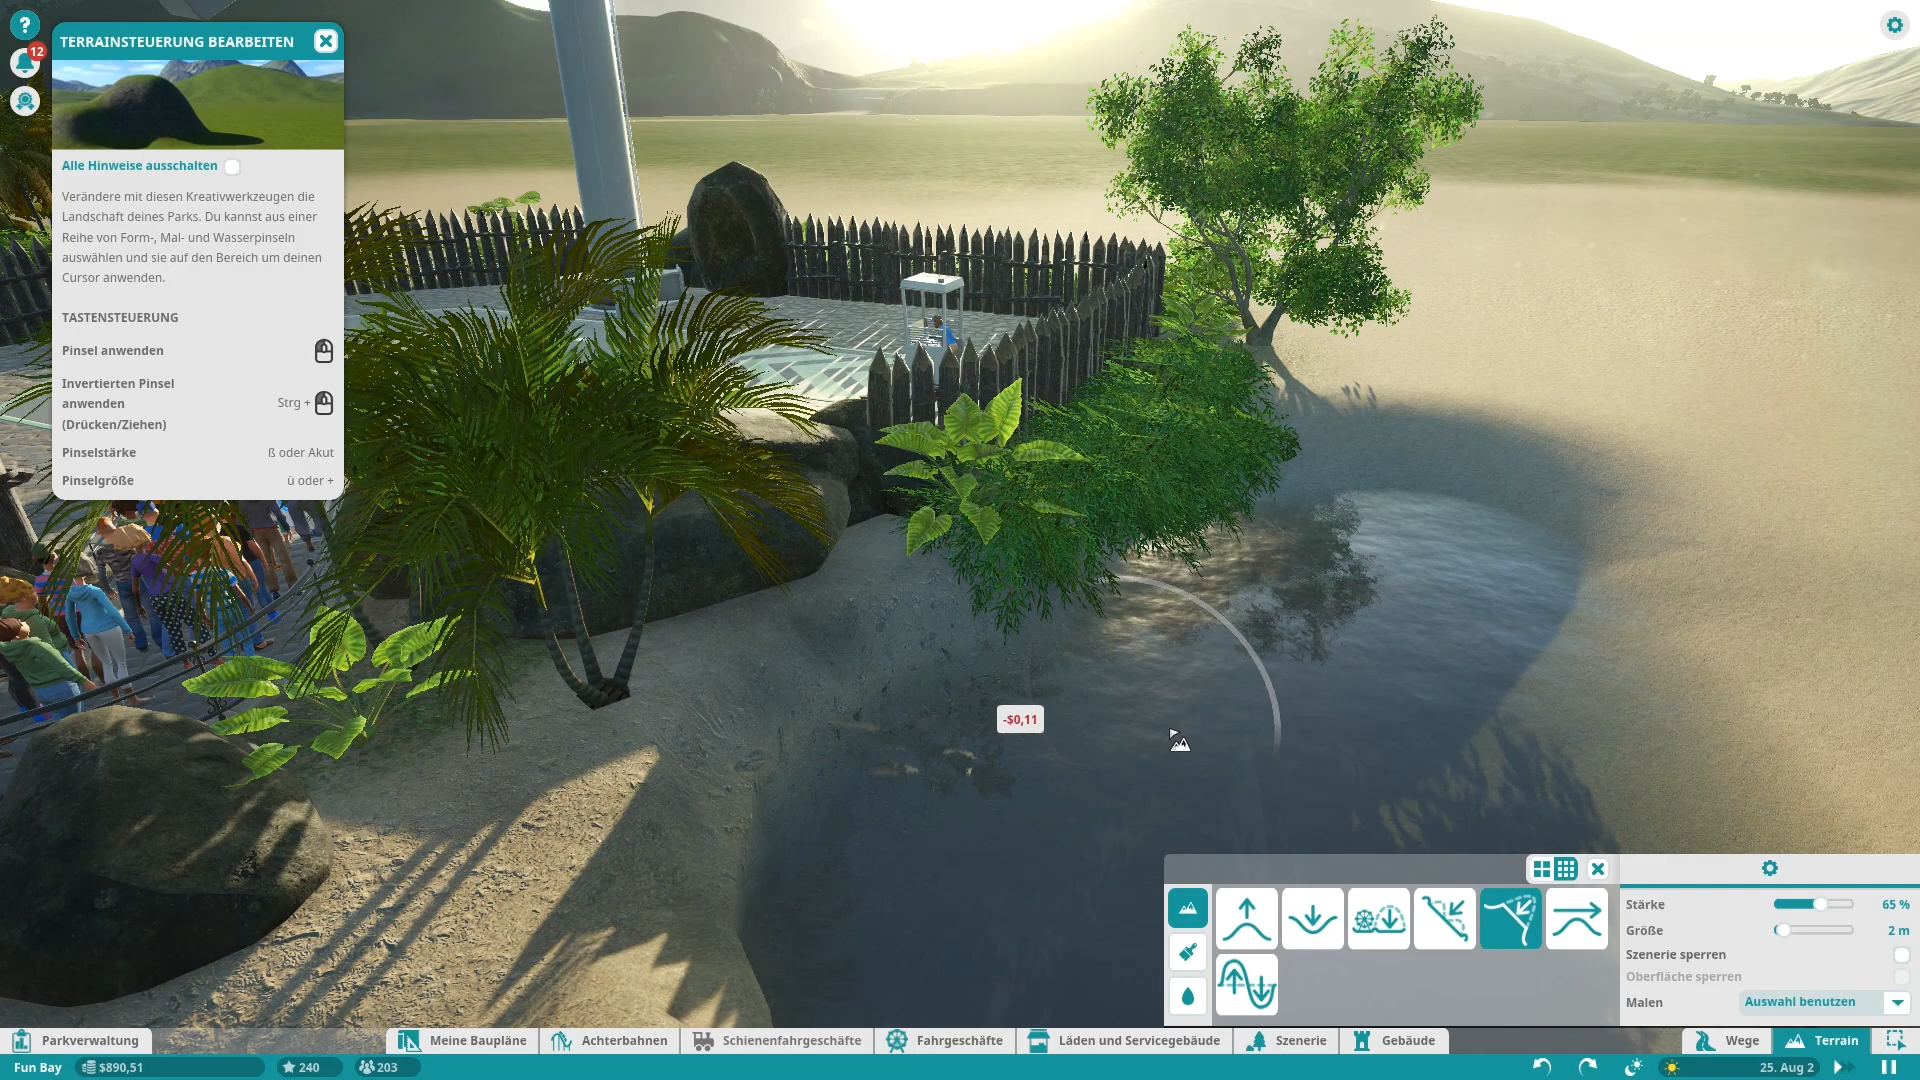 ?
12
TERRAINSTEUERUNG BEARBEITEN
Alle Hinweise ausschalten
Verändere mit diesen Kreativwerkzeugen die
Landschaft deines Parks. Du kannst aus einer
Reihe von Form-, Mal- und Wasserpinseln
auswählen und sie auf den Bereich um deinen
Cursor anwenden.
TASTENSTEUERUNG
Pinsel anwenden
Invertierten Pinsel
anwenden
(Drücken/Ziehen)
Strg +
Pinselstärke ß oder Akut
Pinselgröße ü oder +
-$0,11
Stärke 65 %
Größe 2 m
Szenerie sperren
Oberfläche sperren
Malen Auswahl benutzen
Parkverwaltung Meine Baupläne Achterbahnen Schienenfahrgeschäfte Fahrgeschäfte Läden und Servicegebäude Szenerie Gebäude Wege Terrain
Fun Bay $890,51 240 203 25. Aug 2